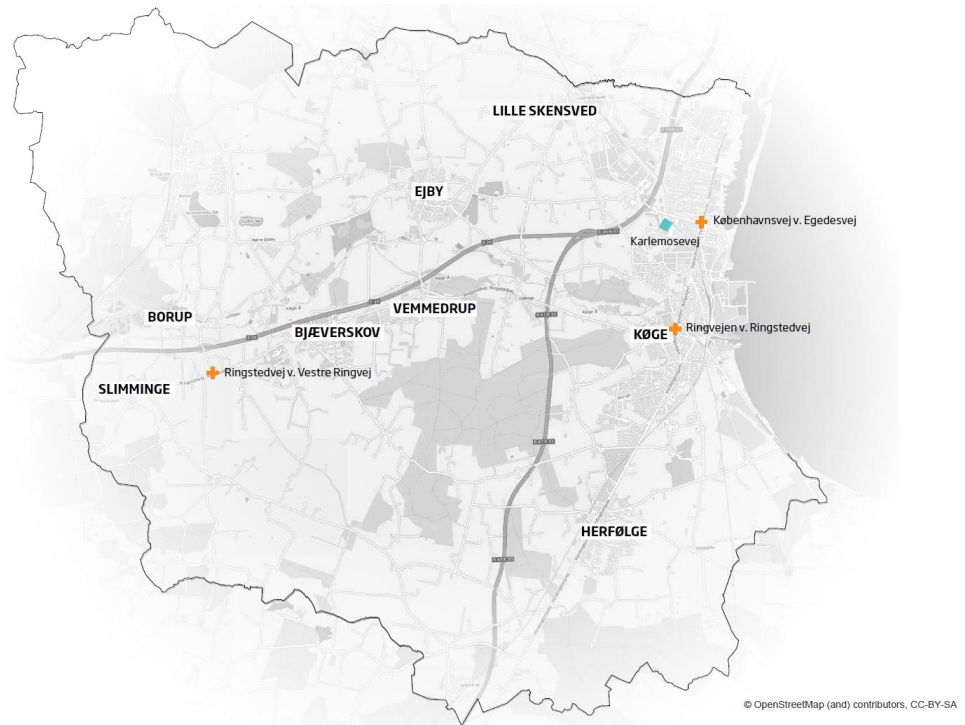 LILLE SKENSVED
EJBY
Københavnsvej v. Egedesvej
Karlemosevej
VEMMEDRUP
BORUP
BJÆVERSKOV
KØGE
Ringvejen v. Ringstedvej
Ringstedvej v. Vestre Ringvej
SLIMMINGE
HERFØLGE
© OpenStreetMap (and) contributors, CC-BY-SA